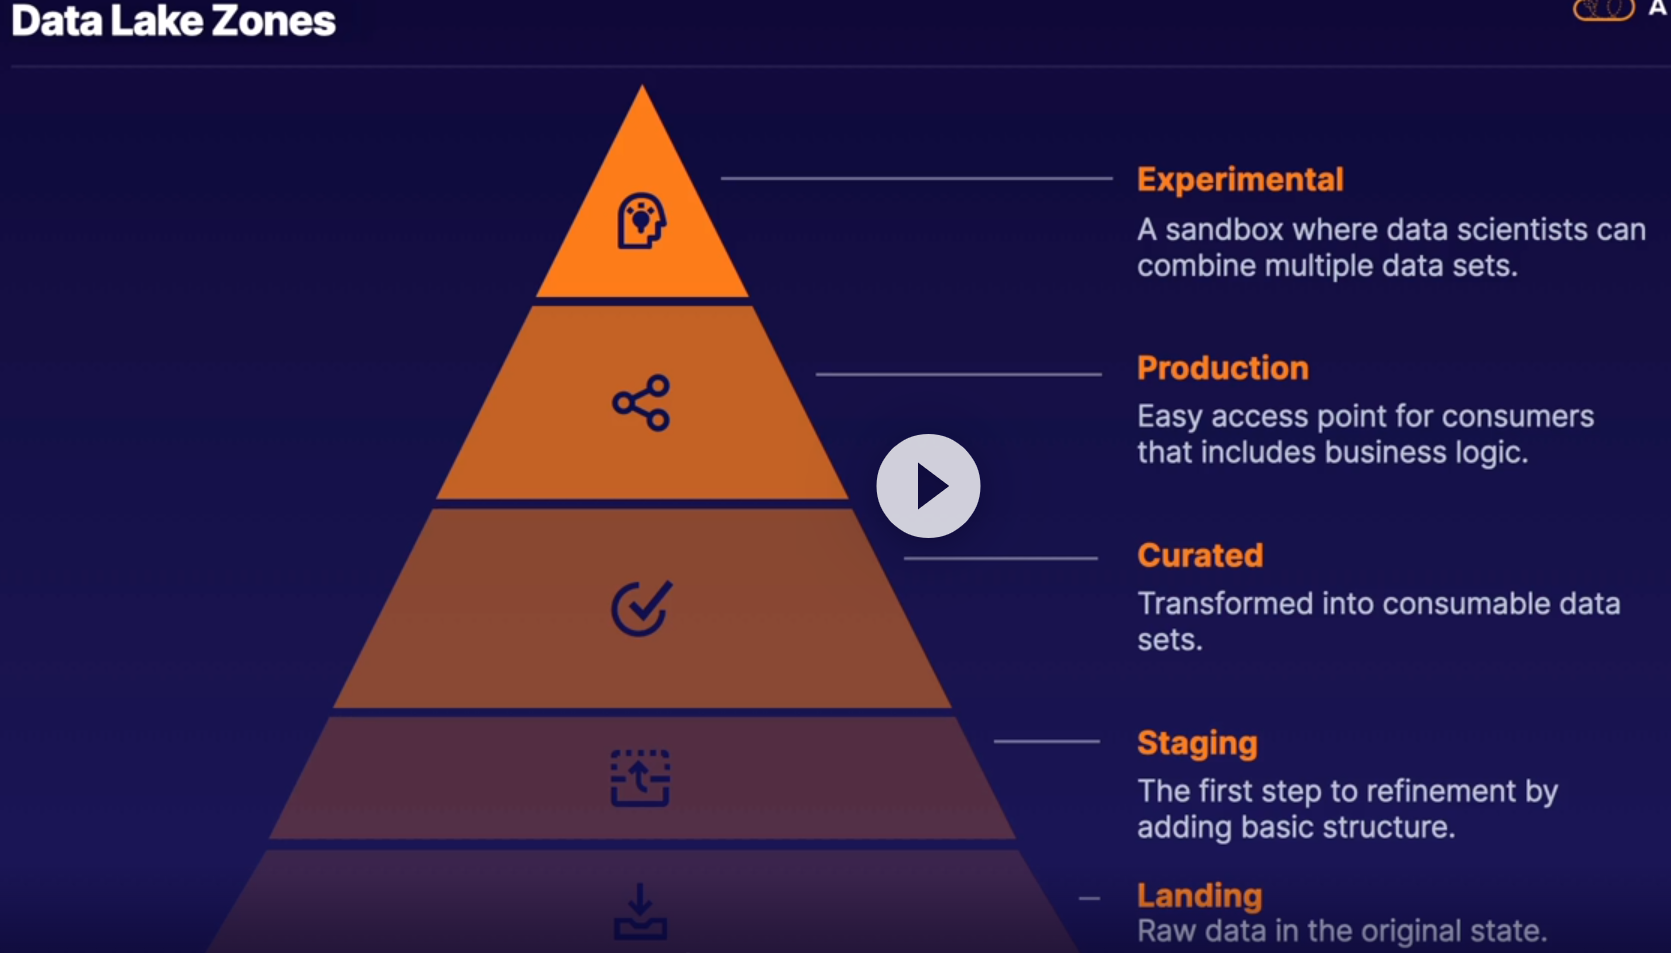 Data Lake Zones
A
Experimental
A sandbox where data scientists can
combine multiple data sets.
Production
Easy access point for consumers
that includes business logic.
Curated
Transformed into consumable data
sets.
Staging
The first step to refinement by
adding basic structure.
Landing
Raw data in the original state.